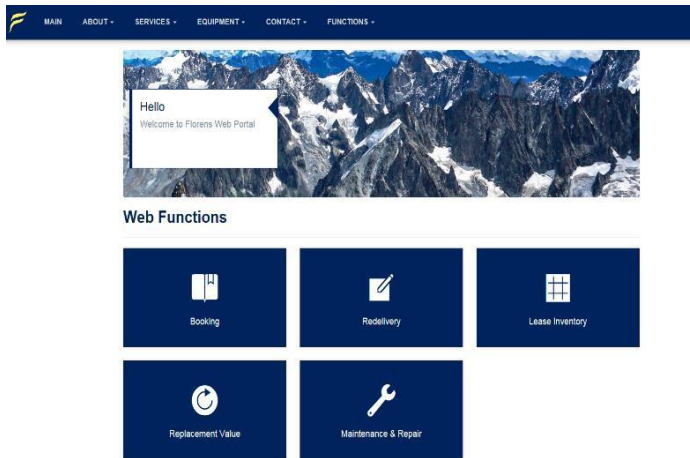 MAIN ABOUT SERVICES EQUIPMENT CONTACT FUNCTIONS
Hello
Welcome to Florens Web Portal
Web Functions
Booking
Redelivery
Lease Inventory
Replacement Value
Maintenance & Repair